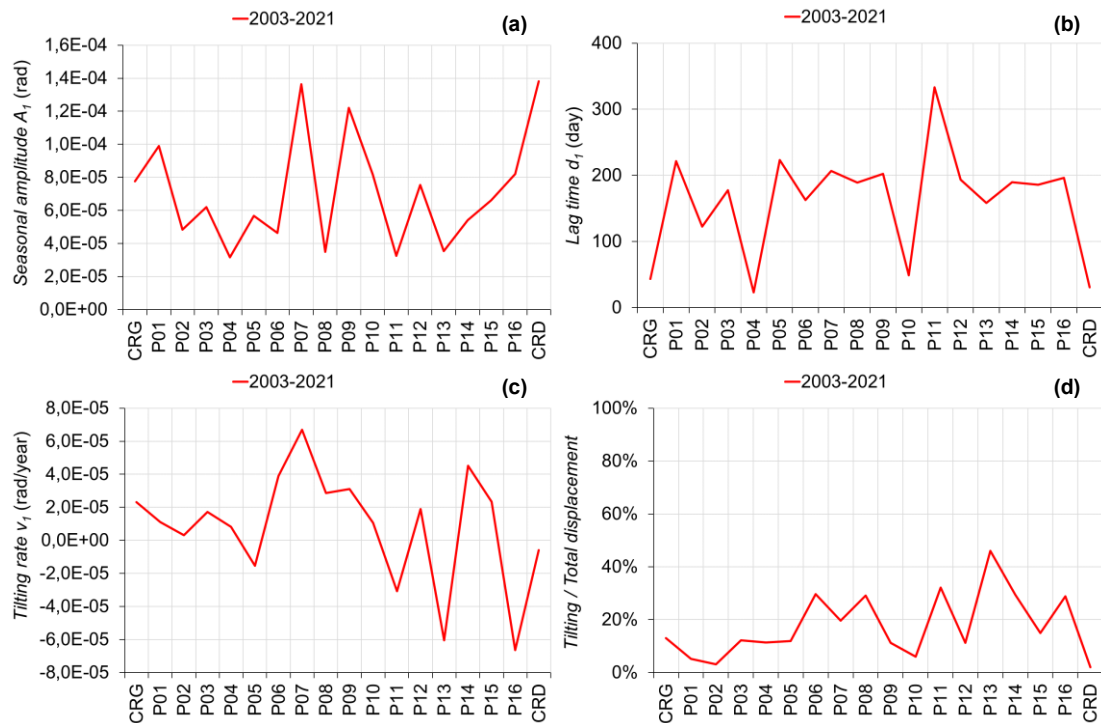 2003-2021 (a)
Seasonal amplitude A₁ (rad)
1,6E-04
1,4E-04
1,2E-04
1,0E-04
8,0E-05
6,0E-05
4,0E-05
2,0E-05
0,0E+00
CRG P01 P02 P03 P04 P05 P06 P07 P08 P09 P10 P11 P12 P13 P14 P15 P16 CRD
2003-2021 (b)
Lag time d₁ (day)
400
300
200
100
0
CRG P01 P02 P03 P04 P05 P06 P07 P08 P09 P10 P11 P12 P13 P14 P15 P16 CRD
2003-2021 (c)
Tilting rate v₁ (rad/year)
8,0E-05
6,0E-05
4,0E-05
2,0E-05
0,0E+00
-2,0E-05
-4,0E-05
-6,0E-05
-8,0E-05
CRG P01 P02 P03 P04 P05 P06 P07 P08 P09 P10 P11 P12 P13 P14 P15 P16 CRD
2003-2021 (d)
Tilting / Total displacement
100%
80%
60%
40%
20%
0%
CRG P01 P02 P03 P04 P05 P06 P07 P08 P09 P10 P11 P12 P13 P14 P15 P16 CRD